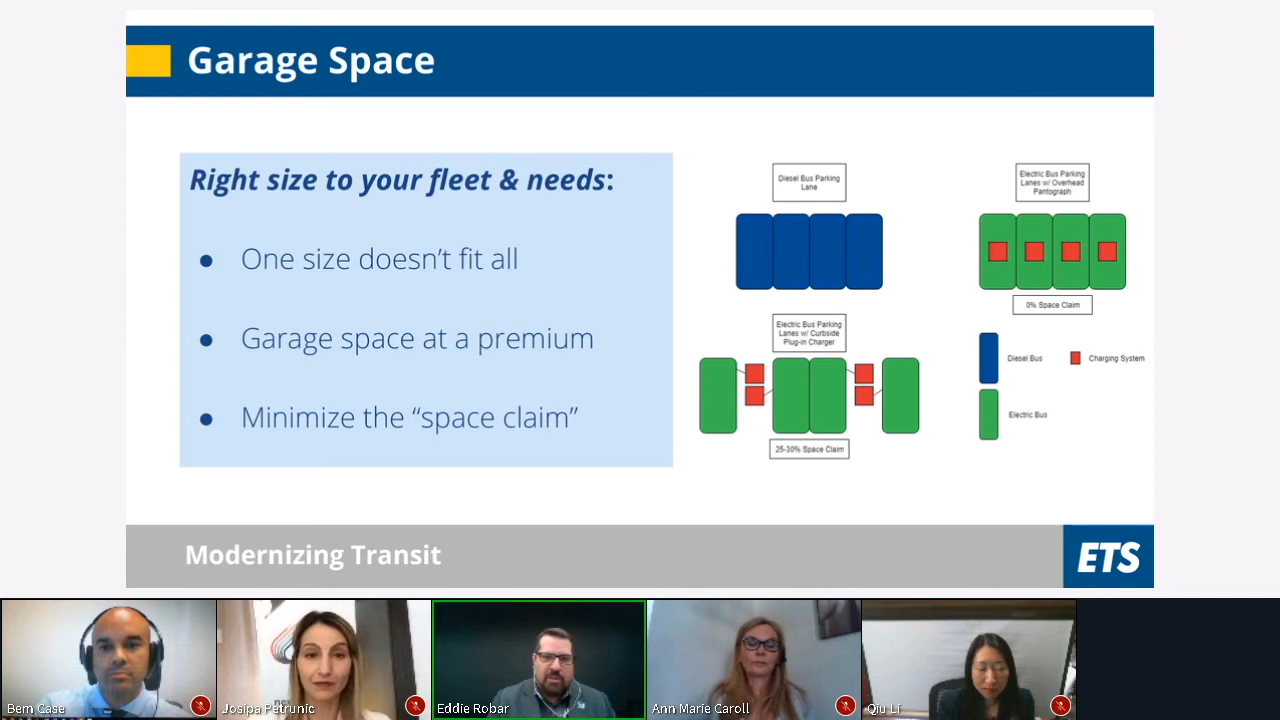 Garage Space
Right size to your fleet & needs:
● One size doesn't fit all
● Garage space at a premium
● Minimize the “space claim”
Diesel Bus Parking
Lane
Electric Bus Parking
Lanes w/ Overhead
Pantograph
0% Space Claim
Electric Bus Parking
Lanes w/ Curbside
Plug-in Charger
25-30% Space Claim
Diesel Bus
Charging System
Electric Bus
Modernizing Transit
ETS
Bern Case
Josipa Petrunic
Eddie Robar
Ann Marie Caroll
Qiu Li